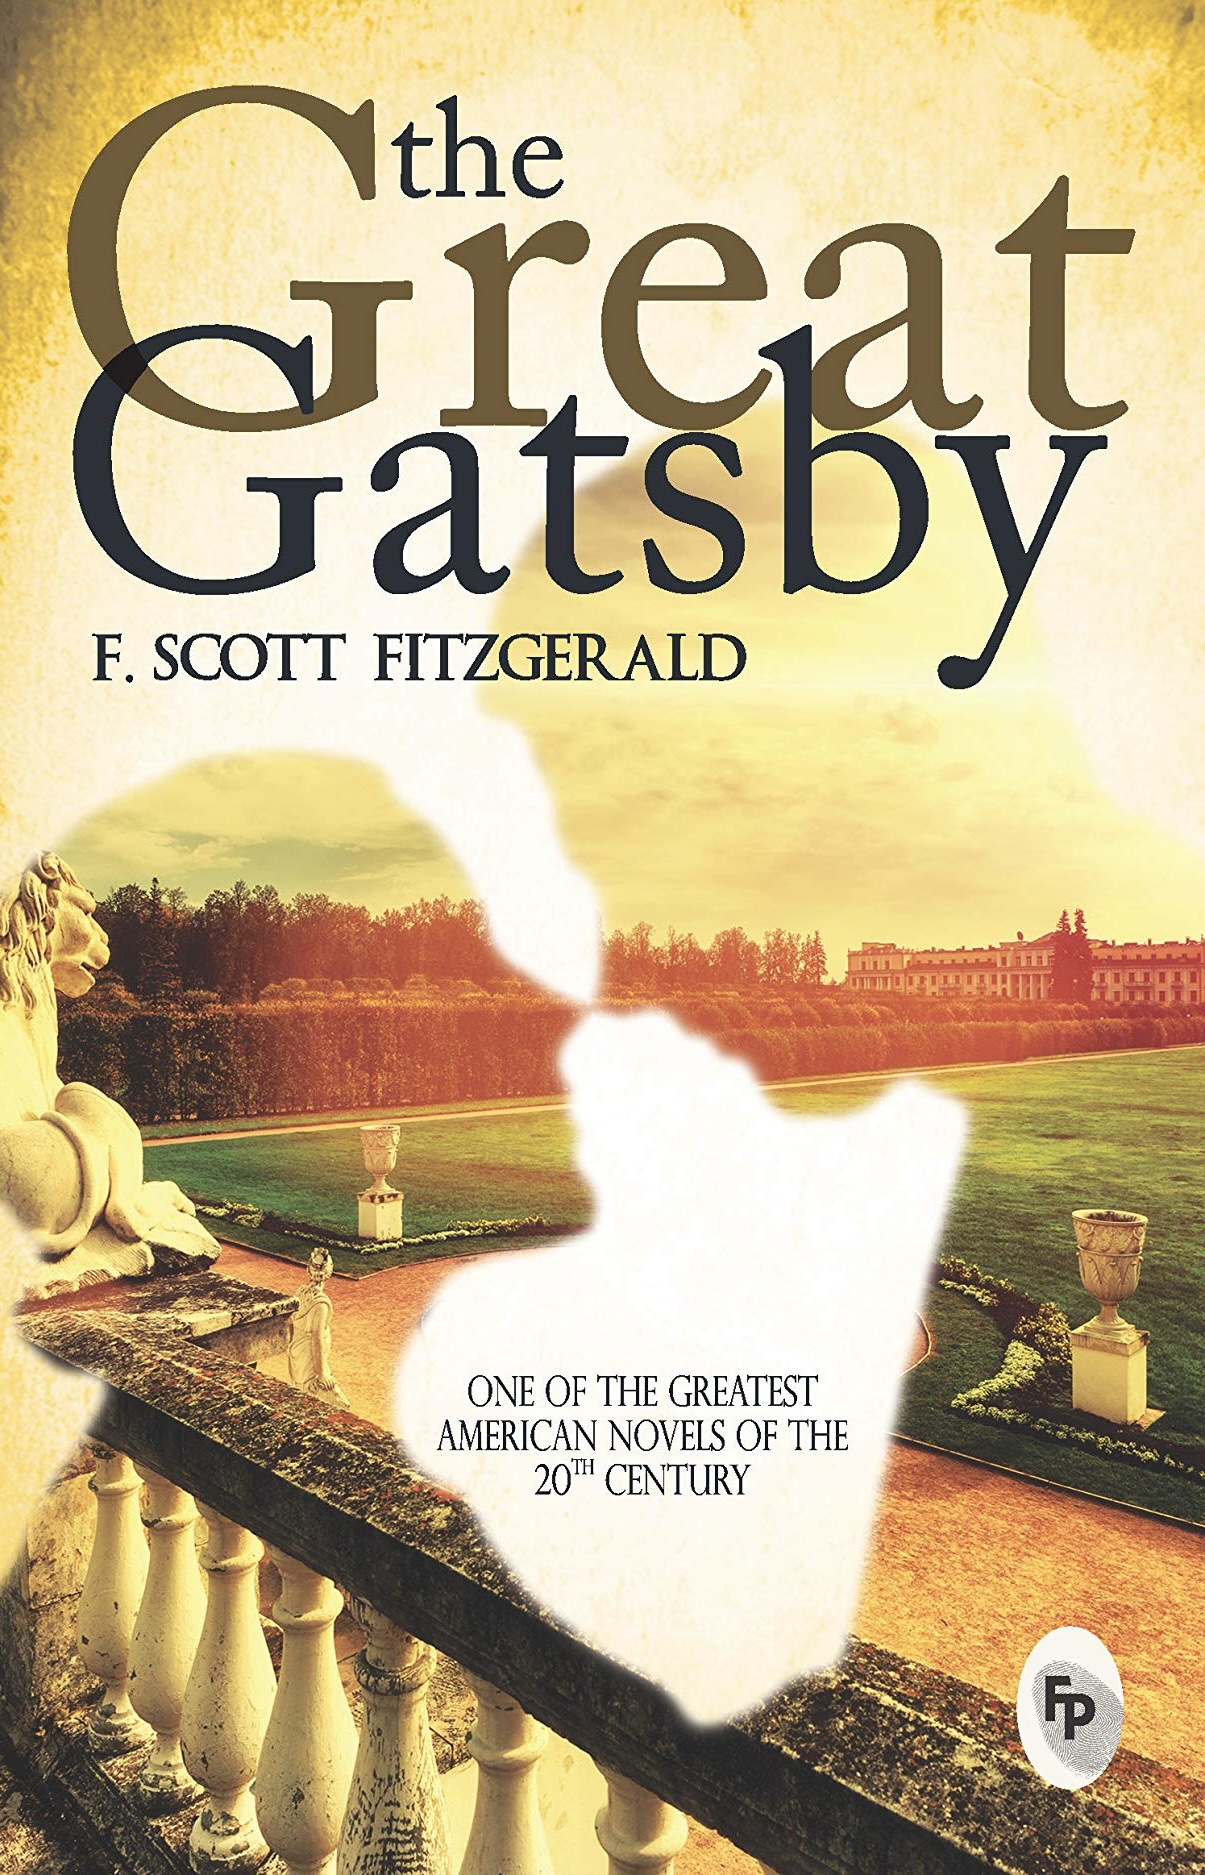 the
Great
Gatsby
F. SCOTT FITZGERALD
ONE OF THE GREATEST
AMERICAN NOVELS OF THE
20TH CENTURY
FP